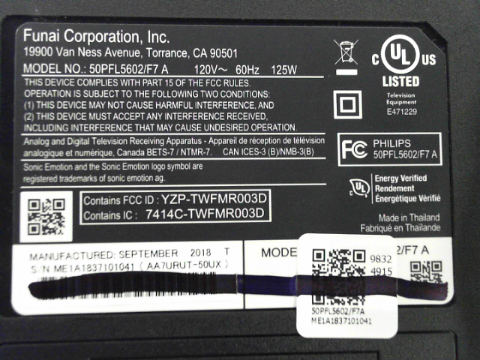 Funai Corporation, Inc.
19900 Van Ness Avenue, Torrance, CA 90501
MODEL NO.: 50PFL5602/F7 A 120V~ 60Hz 125W
THIS DEVICE COMPLIES WITH PART 15 OF THE FCC RULES.
OPERATION IS SUBJECT TO THE FOLLOWING TWO CONDITIONS:
(1) THIS DEVICE MAY NOT CAUSE HARMFUL INTERFERENCE, AND
(2) THIS DEVICE MUST ACCEPT ANY INTERFERENCE RECEIVED,
INCLUDING INTERFERENCE THAT MAY CAUSE UNDESIRED OPERATION.
Analog and Digital Television Receiving Apparatus - Appareil de réception de télévision
analogique et numérique, Canada BETS-7 / NTMR-7. CAN ICES-3 (B)/NMB-3(B)
Sonic Emotion and the Sonic Emotion logo are
registered trademarks of sonic emotion ag.
Contains FCC ID : YZP-TWFMR003D
Contains IC : 7414C-TWFMR003D
C UL US
LISTED
Television
Equipment
E471229
FC PHILIPS
50PFL5602/F7 A
Energy Verified
Rendement
Énergétique Vérifié
Made in Thailand
Fabriqué en Thaïlande
MANUFACTURED: SEPTEMBER 2018 T
S/N ME1A1837101041 ( AA7URUT-50UX )
MODE
602/F7 A
9832
4915
50PFL5602/F7A
ME1A1837101041